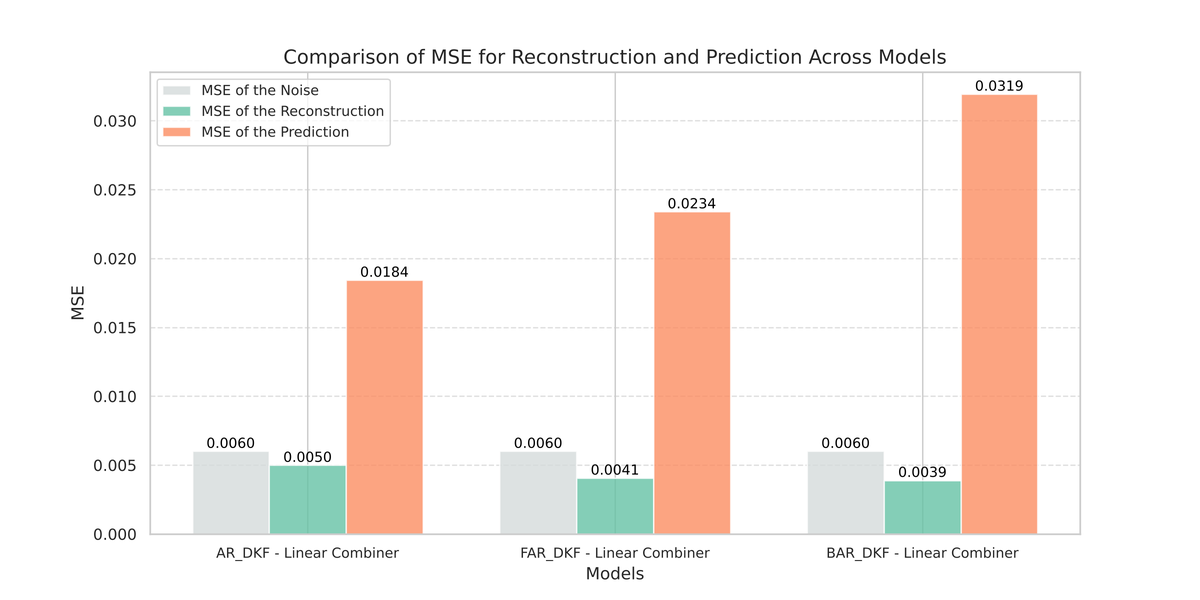 Comparison of MSE for Reconstruction and Prediction Across Models
MSE of the Noise
MSE of the Reconstruction
MSE of the Prediction
MSE
0.030
0.025
0.020
0.015
0.010
0.005
0.000
0.0060
0.0050
0.0184
0.0060
0.0041
0.0234
0.0060
0.0039
0.0319
AR_DKF - Linear Combiner
FAR_DKF - Linear Combiner
BAR_DKF - Linear Combiner
Models